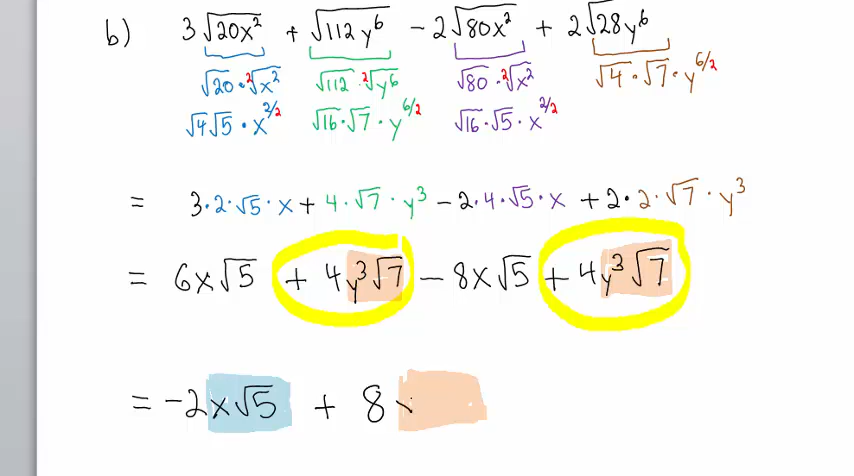 b) 3√20x² + √112y⁶ − 2√80x² + 2√28y⁶
√20 · ²√x² √112 · ²√y⁶ √80 · ²√x² √4 · √7 · y^6/2
√4 √5 · x^2/2 √16 · √7 · y^6/2 √16 · √5 · x^2/2
= 3 · 2 · √5 · x + 4 · √7 · y³ − 2 · 4 · √5 · x + 2 · 2 · √7 · y³
= 6x√5 + 4y³√7 − 8x√5 + 4y³√7
= −2x√5 + 8